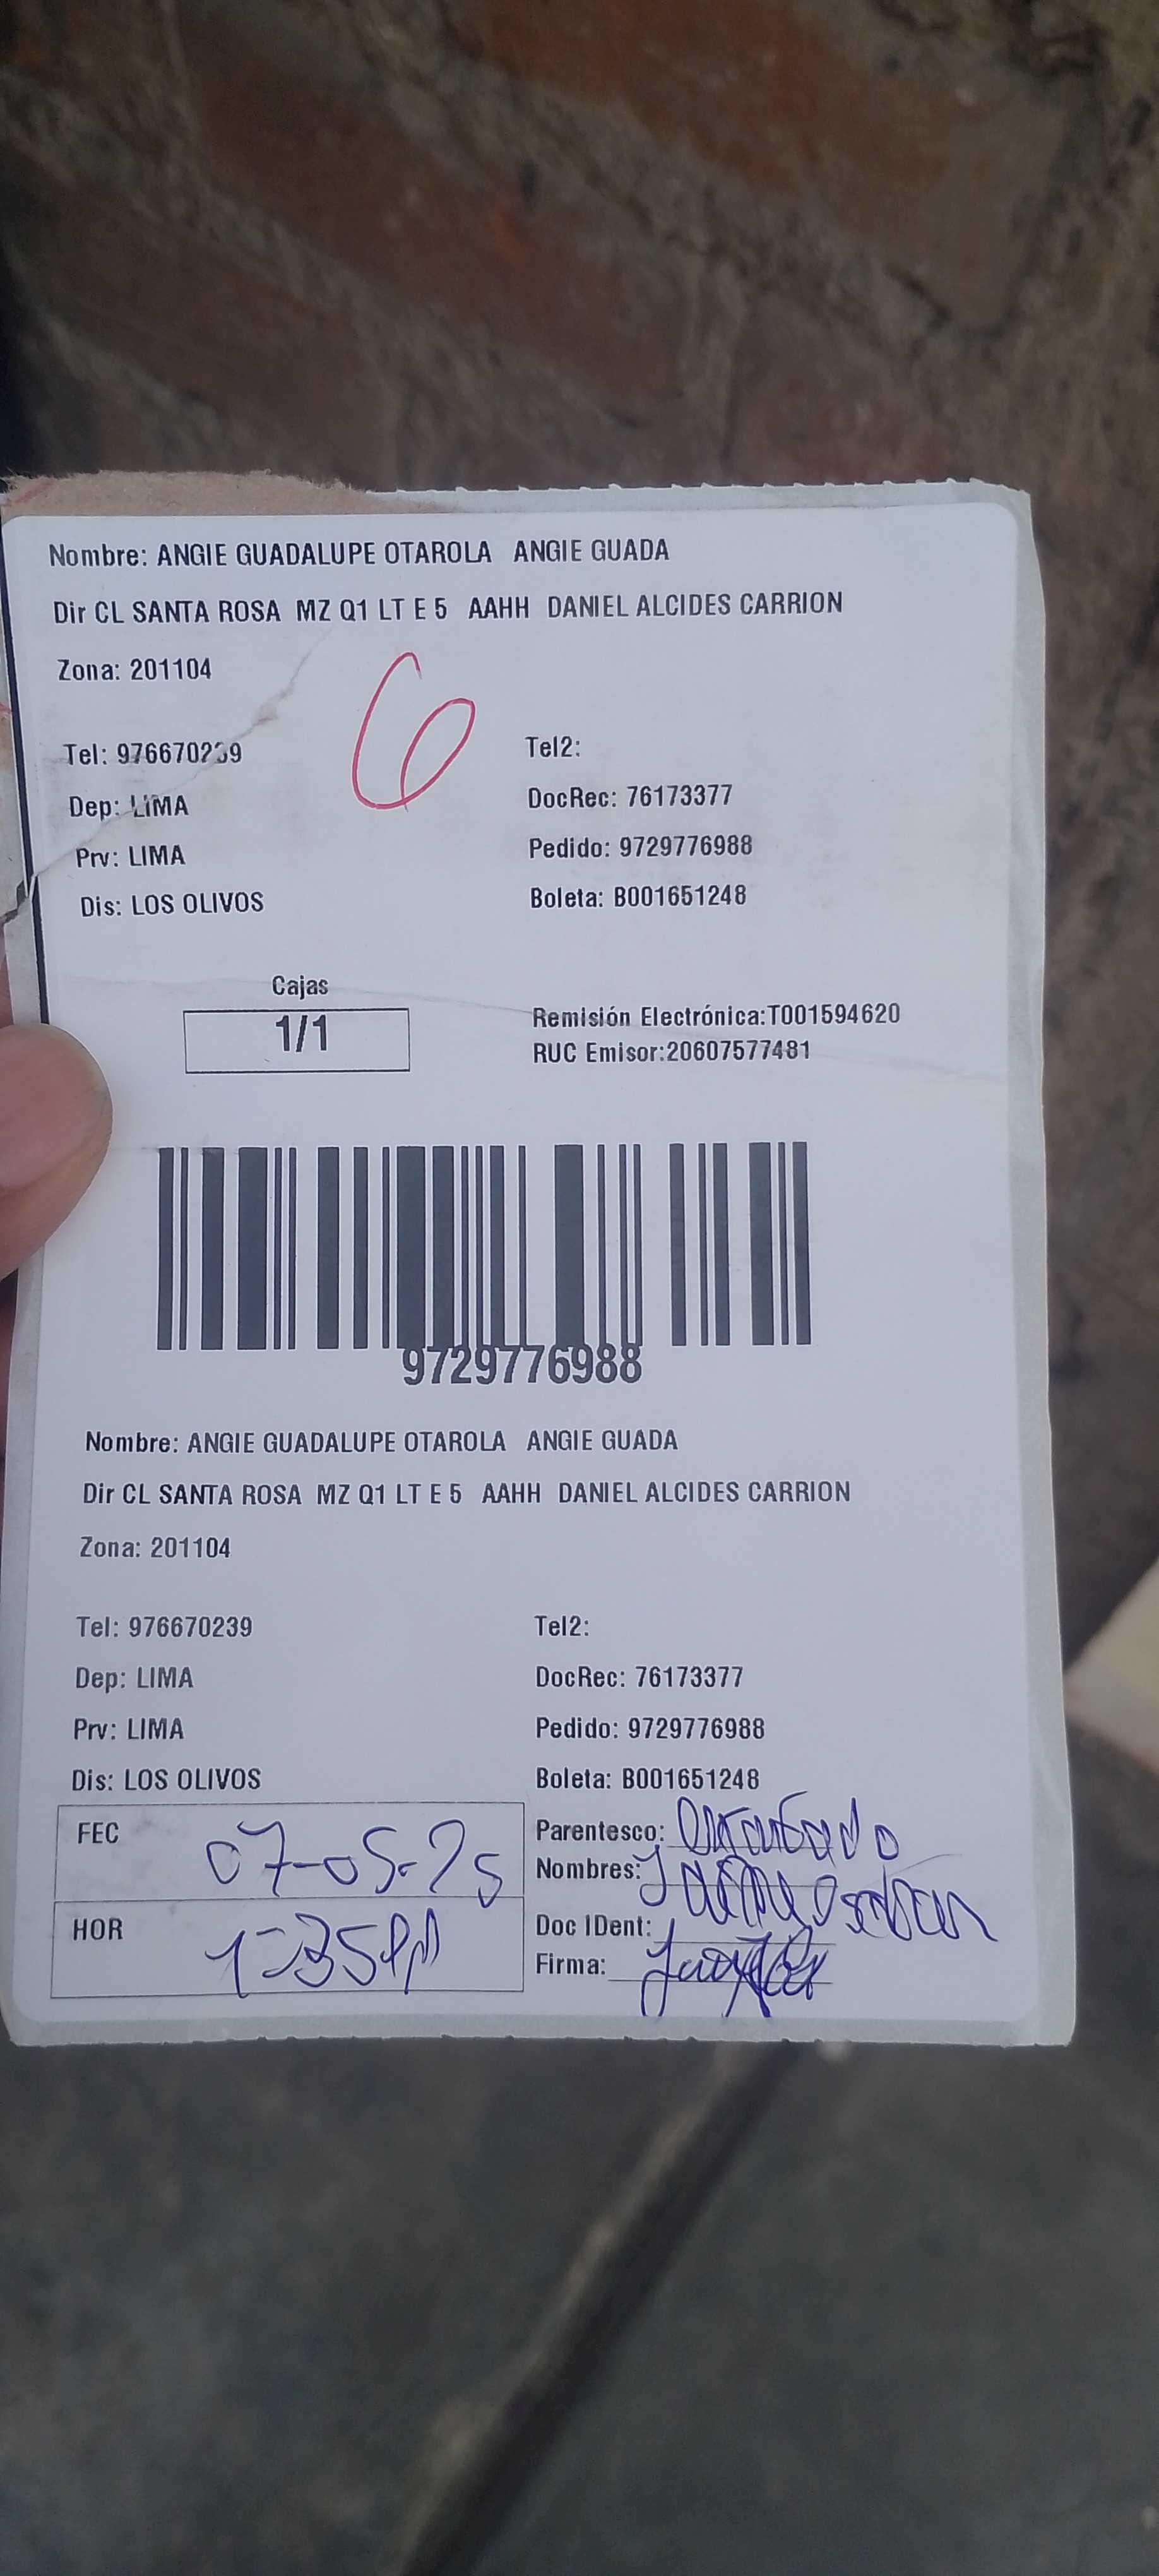 Nombre: ANGIE GUADALUPE OTAROLA ANGIE GUADA
Dir CL SANTA ROSA MZ Q1 LT E 5 AAHH DANIEL ALCIDES CARRION
Zona: 201104
6
Tel: 976670239 Tel2:
Dep: LIMA DocRec: 76173377
Prv: LIMA Pedido: 9729776988
Dis: LOS OLIVOS Boleta: B001651248
Cajas
1/1
Remisión Electrónica:T001594620
RUC Emisor:20607577481
9729776988
Nombre: ANGIE GUADALUPE OTAROLA ANGIE GUADA
Dir CL SANTA ROSA MZ Q1 LT E 5 AAHH DANIEL ALCIDES CARRION
Zona: 201104
Tel: 976670239 Tel2:
Dep: LIMA DocRec: 76173377
Prv: LIMA Pedido: 9729776988
Dis: LOS OLIVOS Boleta: B001651248
FEC 07-05-25
HOR 1:35PM
Parentesco:
Nombres:
Doc IDent:
Firma: